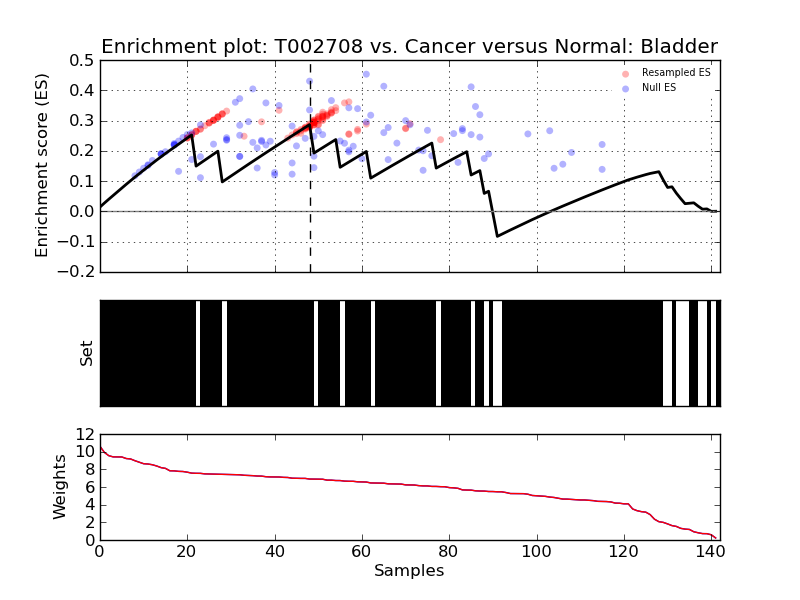 Enrichment plot: T002708 vs. Cancer versus Normal: Bladder
Enrichment score (ES)
0.5
0.4
0.3
0.2
0.1
0.0
−0.1
−0.2
Resampled ES
Null ES
Set
Weights
12
10
8
6
4
2
0
0 20 40 60 80 100 120 140
Samples